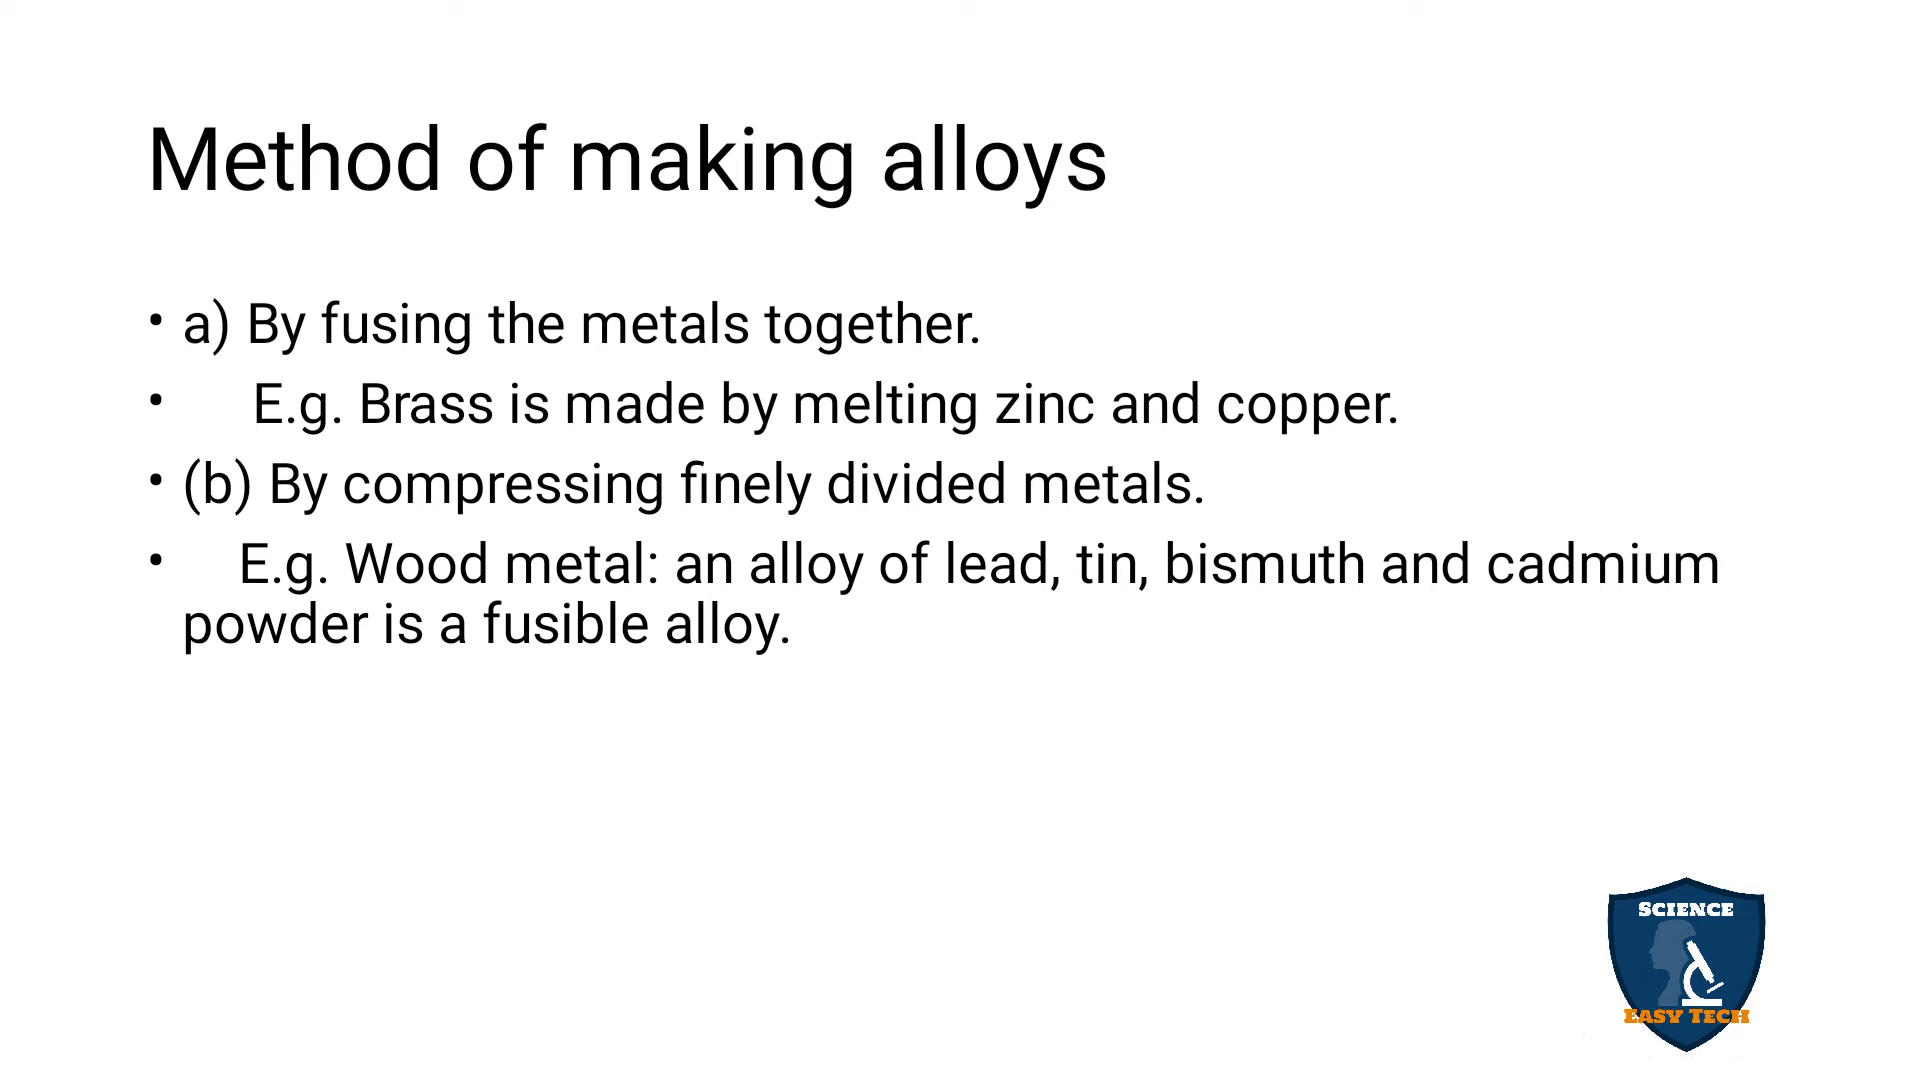 Method of making alloys
• a) By fusing the metals together.
• E.g. Brass is made by melting zinc and copper.
• (b) By compressing finely divided metals.
• E.g. Wood metal: an alloy of lead, tin, bismuth and cadmium
powder is a fusible alloy.
SCIENCE
EASY TECH